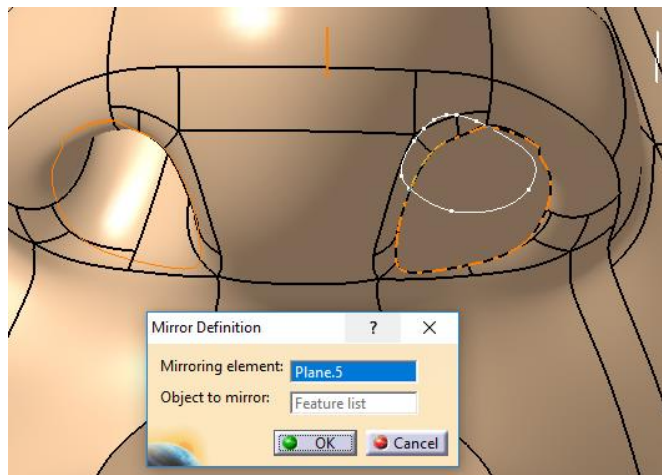 Mirror Definition ? X
Mirroring element: Plane.5
Object to mirror: Feature list
OK Cancel